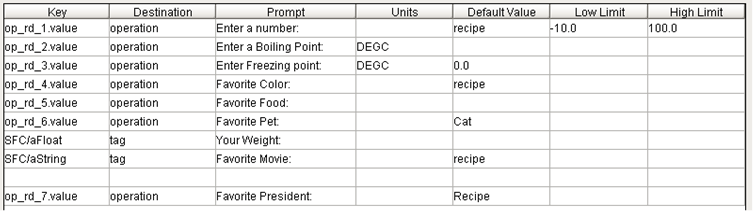 Key Destination Prompt Units Default Value Low Limit High Limit
op_rd_1.value operation Enter a number: recipe -10.0 100.0
op_rd_2.value operation Enter a Boiling Point: DEGC
op_rd_3.value operation Enter Freezing point: DEGC 0.0
op_rd_4.value operation Favorite Color: recipe
op_rd_5.value operation Favorite Food:
op_rd_6.value operation Favorite Pet: Cat
SFC/aFloat tag Your Weight:
SFC/aString tag Favorite Movie: recipe
op_rd_7.value operation Favorite President: Recipe